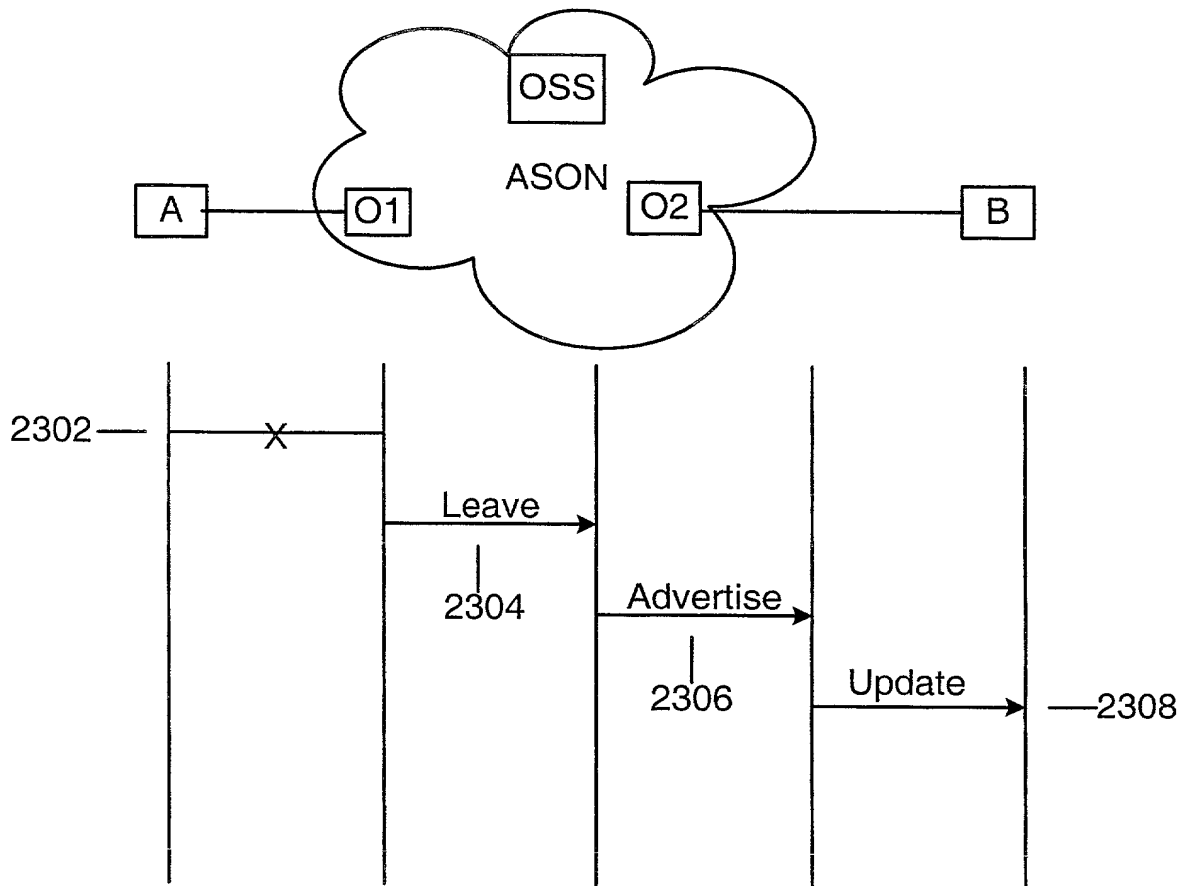 OSS
ASON
A
O1
O2
B
2302
X
Leave
2304
Advertise
2306
Update
2308